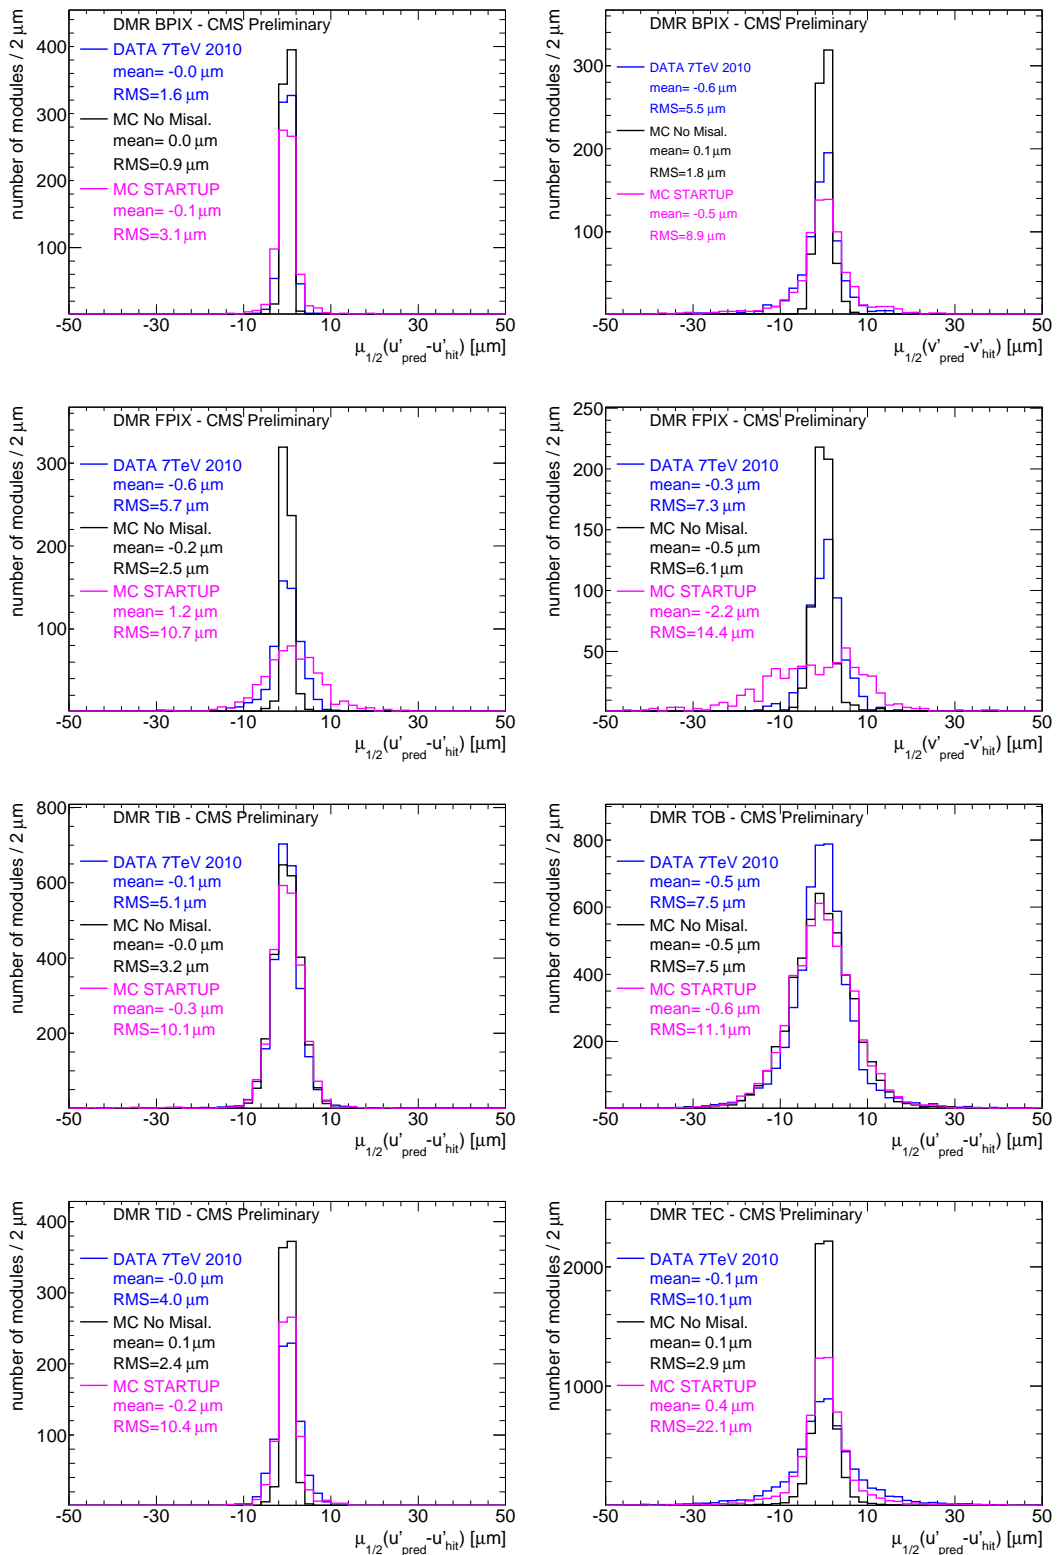 DMR BPIX - CMS Preliminary
DATA 7TeV 2010
mean= -0.0 μm
RMS=1.6 μm
MC No Misal.
mean= 0.0 μm
RMS=0.9 μm
MC STARTUP
mean= -0.1 μm
RMS=3.1 μm
number of modules / 2 μm
400
300
200
100
-50 -30 -10 10 30 50
μ1/2(u'pred-u'hit) [μm]
DMR BPIX - CMS Preliminary
DATA 7TeV 2010
mean= -0.6 μm
RMS=5.5 μm
MC No Misal.
mean= 0.1 μm
RMS=1.8 μm
MC STARTUP
mean= -0.5 μm
RMS=8.9 μm
number of modules / 2 μm
300
200
100
-50 -30 -10 10 30 50
μ1/2(v'pred-v'hit) [μm]
DMR FPIX - CMS Preliminary
DATA 7TeV 2010
mean= -0.6 μm
RMS=5.7 μm
MC No Misal.
mean= -0.2 μm
RMS=2.5 μm
MC STARTUP
mean= 1.2 μm
RMS=10.7 μm
number of modules / 2 μm
300
200
100
-50 -30 -10 10 30 50
μ1/2(u'pred-u'hit) [μm]
DMR FPIX - CMS Preliminary
DATA 7TeV 2010
mean= -0.3 μm
RMS=7.3 μm
MC No Misal.
mean= -0.5 μm
RMS=6.1 μm
MC STARTUP
mean= -2.2 μm
RMS=14.4 μm
number of modules / 2 μm
250
200
150
100
50
-50 -30 -10 10 30 50
μ1/2(v'pred-v'hit) [μm]
DMR TIB - CMS Preliminary
DATA 7TeV 2010
mean= -0.1 μm
RMS=5.1 μm
MC No Misal.
mean= -0.0 μm
RMS=3.2 μm
MC STARTUP
mean= -0.3 μm
RMS=10.1 μm
number of modules / 2 μm
800
600
400
200
-50 -30 -10 10 30 50
μ1/2(u'pred-u'hit) [μm]
DMR TOB - CMS Preliminary
DATA 7TeV 2010
mean= -0.5 μm
RMS=7.5 μm
MC No Misal.
mean= -0.5 μm
RMS=7.5 μm
MC STARTUP
mean= -0.6 μm
RMS=11.1 μm
number of modules / 2 μm
800
600
400
200
-50 -30 -10 10 30 50
μ1/2(u'pred-u'hit) [μm]
DMR TID - CMS Preliminary
DATA 7TeV 2010
mean= -0.0 μm
RMS=4.0 μm
MC No Misal.
mean= 0.1 μm
RMS=2.4 μm
MC STARTUP
mean= -0.2 μm
RMS=10.4 μm
number of modules / 2 μm
400
300
200
100
-50 -30 -10 10 30 50
μ1/2(u'pred-u'hit) [μm]
DMR TEC - CMS Preliminary
DATA 7TeV 2010
mean= -0.1 μm
RMS=10.1 μm
MC No Misal.
mean= 0.1 μm
RMS=2.9 μm
MC STARTUP
mean= 0.4 μm
RMS=22.1 μm
number of modules / 2 μm
2000
1000
-50 -30 -10 10 30 50
μ1/2(u'pred-u'hit) [μm]